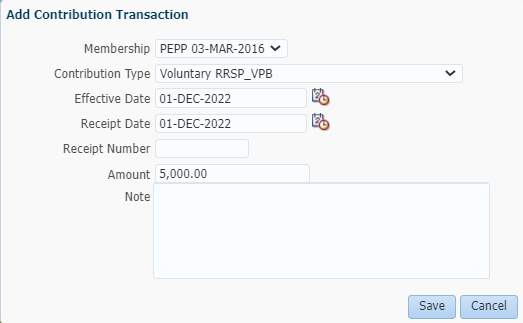 Add Contribution Transaction
Membership PEPP 03-MAR-2016
Contribution Type Voluntary RRSP_VPB
Effective Date 01-DEC-2022
Receipt Date 01-DEC-2022
Receipt Number
Amount 5,000.00
Note
Save Cancel